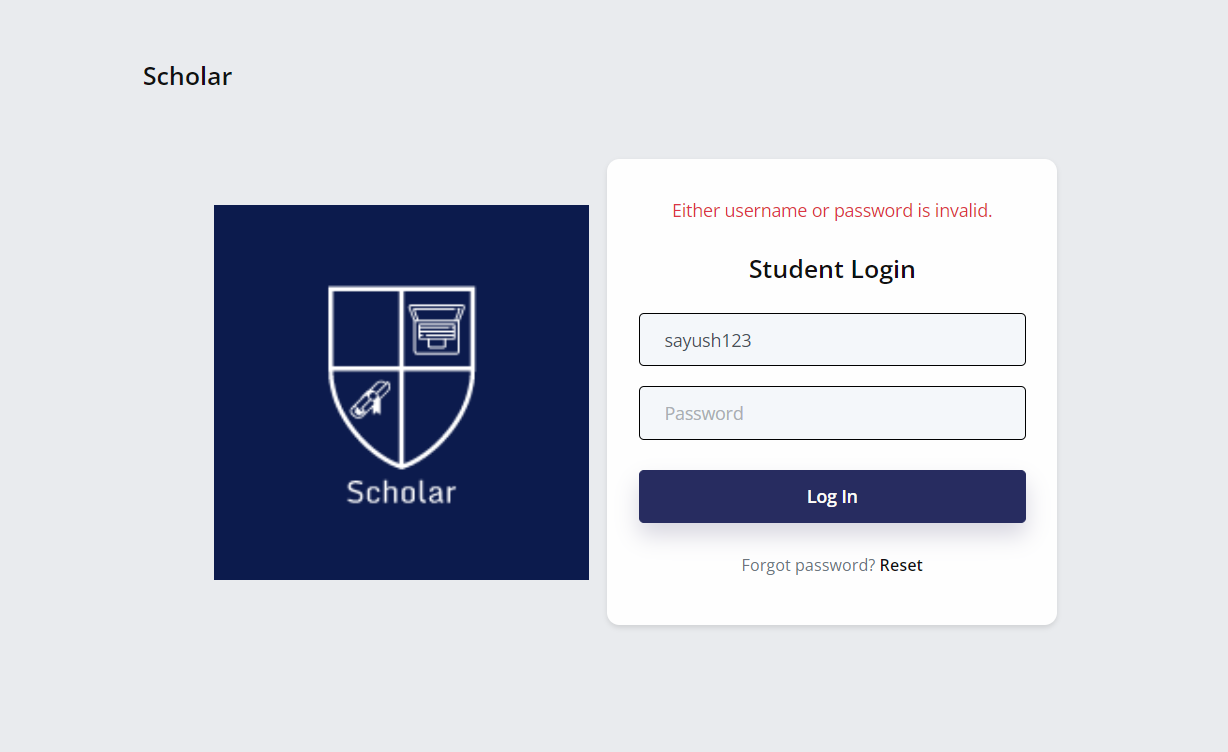 Scholar
Scholar
Either username or password is invalid.
Student Login
sayush123
Password
Log In
Forgot password? Reset